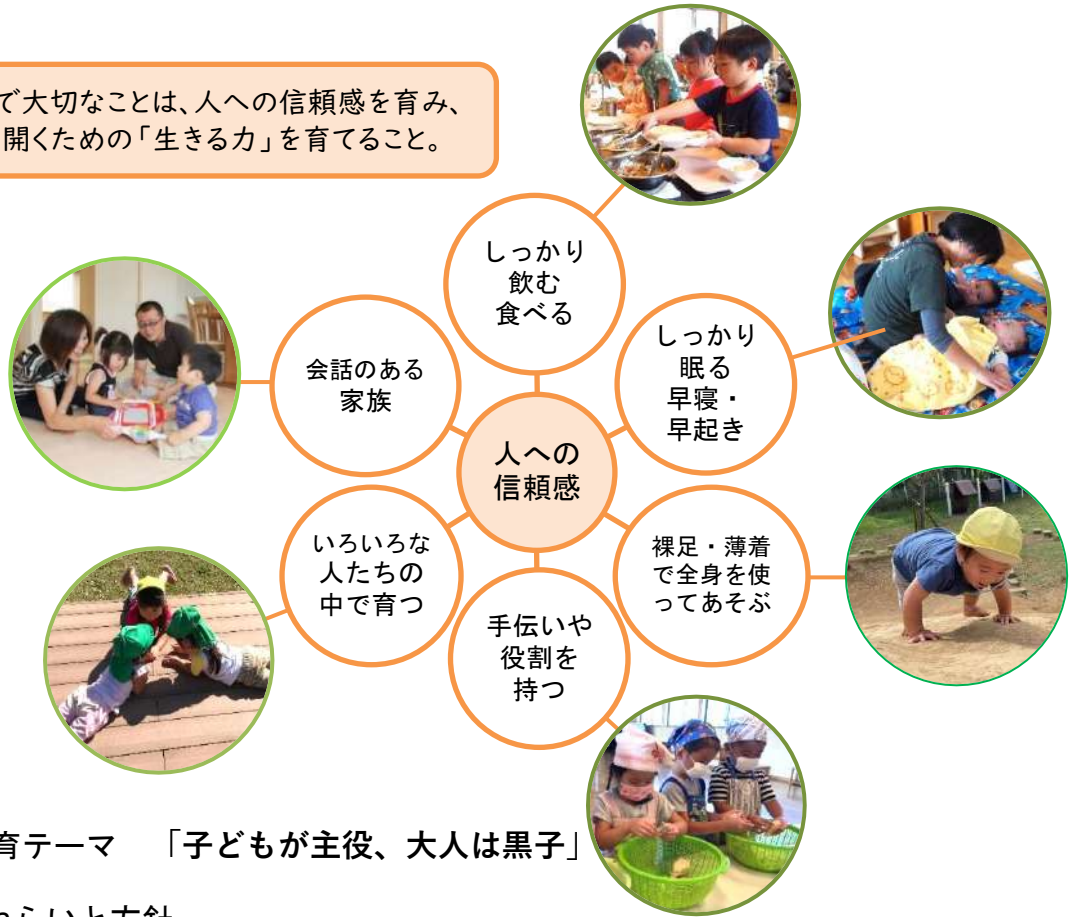 で大切なことは、人への信頼感を育み、
開くための「生きる力」を育てること。
しっかり
飲む
食べる
しっかり
眠る
早寝・
早起き
会話のある
家族
人への
信頼感
いろいろな
人たちの
中で育つ
裸足・薄着
で全身を使
ってあそぶ
手伝いや
役割を
持つ
育テーマ 「子どもが主役、大人は黒子」